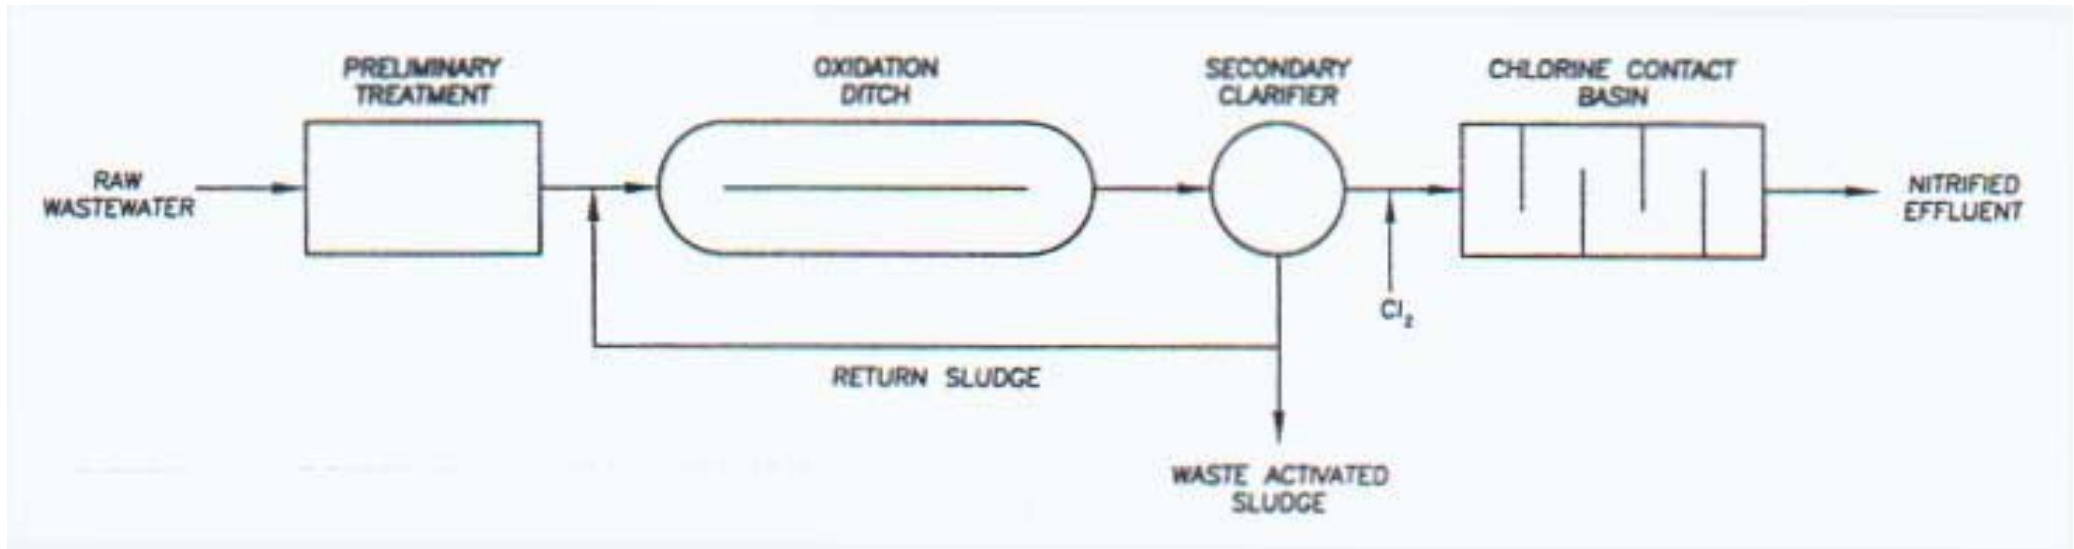 PRELIMINARY
TREATMENT
OXIDATION
DITCH
SECONDARY
CLARIFIER
CHLORINE CONTACT
BASIN
RAW
WASTEWATER
NITRIFIED
EFFLUENT
Cl₂
RETURN SLUDGE
WASTE ACTIVATED
SLUDGE